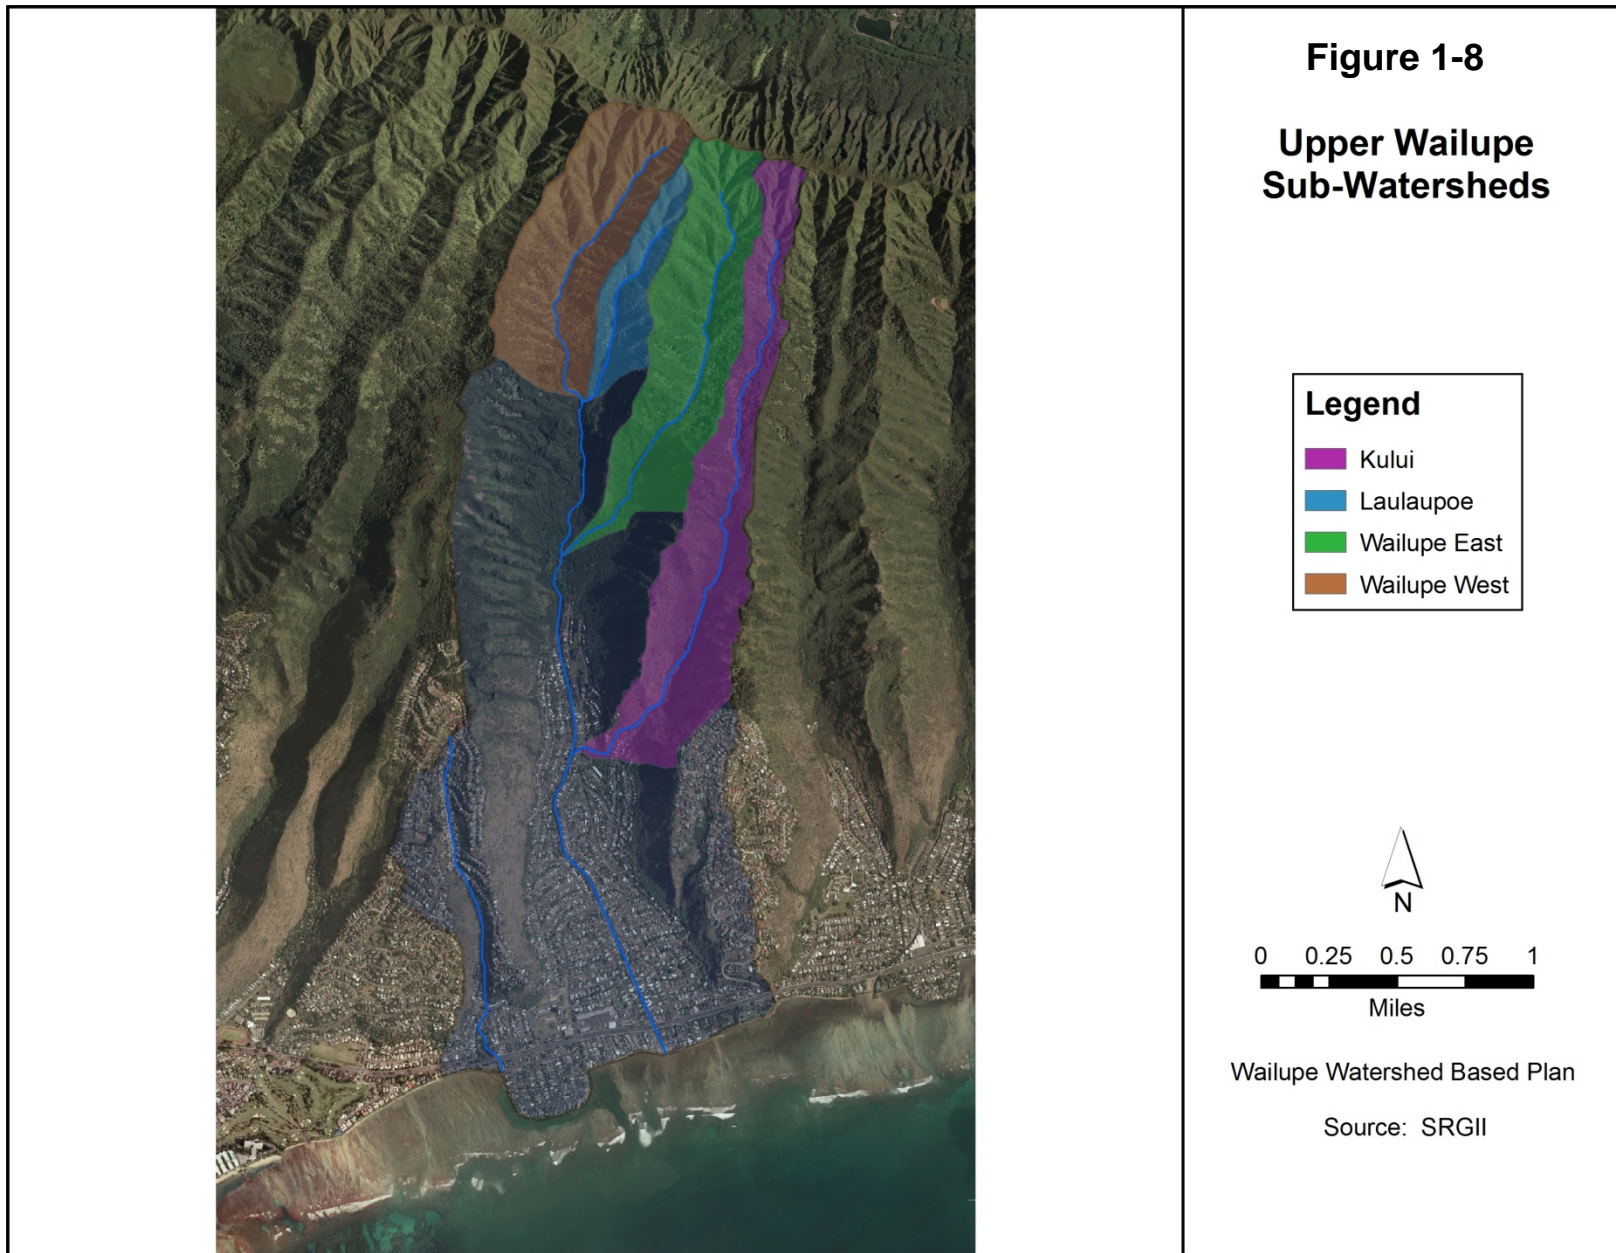 Figure 1-8
Upper Wailupe
Sub-Watersheds
Legend
Kului
Laulaupoe
Wailupe East
Wailupe West
N
0 0.25 0.5 0.75 1
Miles
Wailupe Watershed Based Plan
Source: SRGII